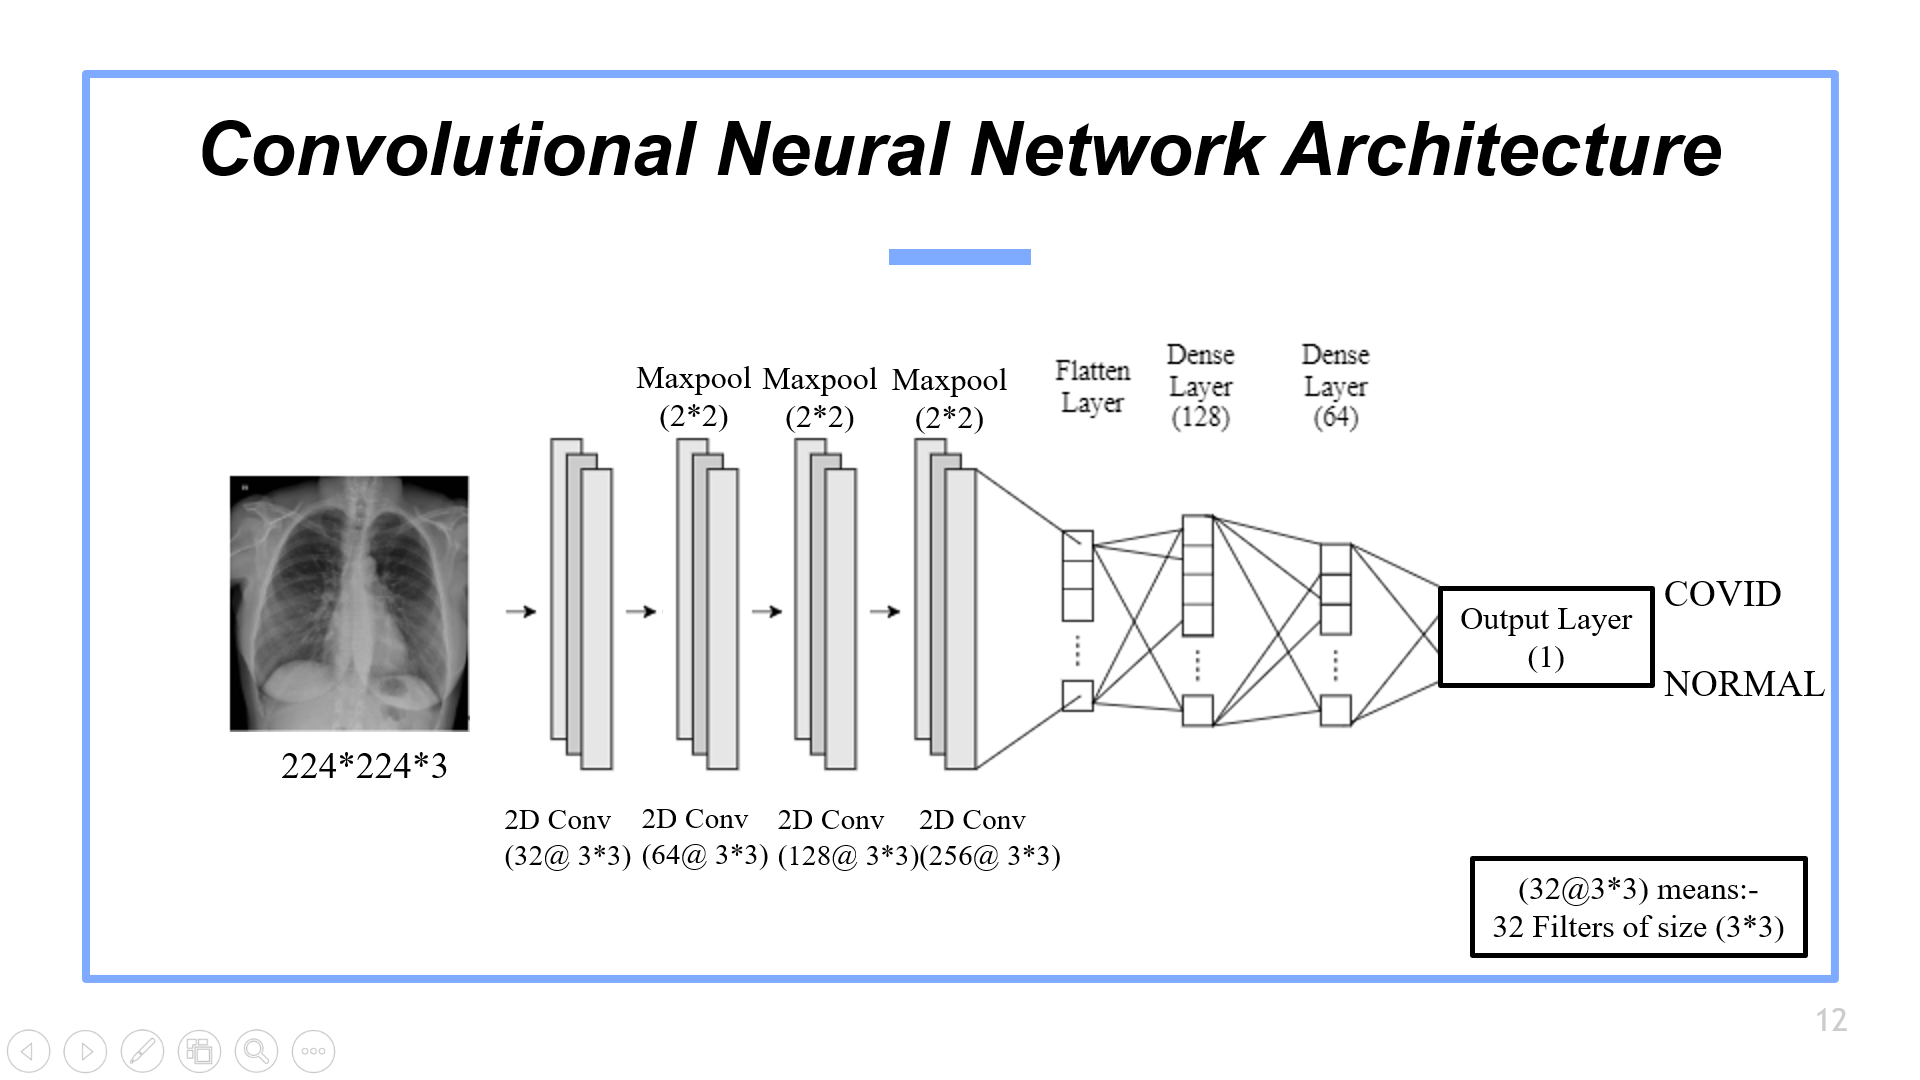 Convolutional Neural Network Architecture
Maxpool
(2*2)
Maxpool
(2*2)
Maxpool
(2*2)
Flatten
Layer
Dense
Layer
(128)
Dense
Layer
(64)
224*224*3
2D Conv
(32@ 3*3)
2D Conv
(64@ 3*3)
2D Conv
(128@ 3*3)
2D Conv
(256@ 3*3)
Output Layer
(1)
COVID
NORMAL
(32@3*3) means:-
32 Filters of size (3*3)
12